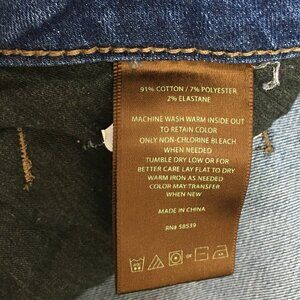 91% COTTON / 7% POLYESTER
2% ELASTANE
MACHINE WASH WARM INSIDE OUT
TO RETAIN COLOR
ONLY NON-CHLORINE BLEACH
WHEN NEEDED
TUMBLE DRY LOW OR FOR
BETTER CARE LAY FLAT TO DRY
WARM IRON AS NEEDED
COLOR MAY TRANSFER
WHEN NEW
MADE IN CHINA
RN# 58539
OR